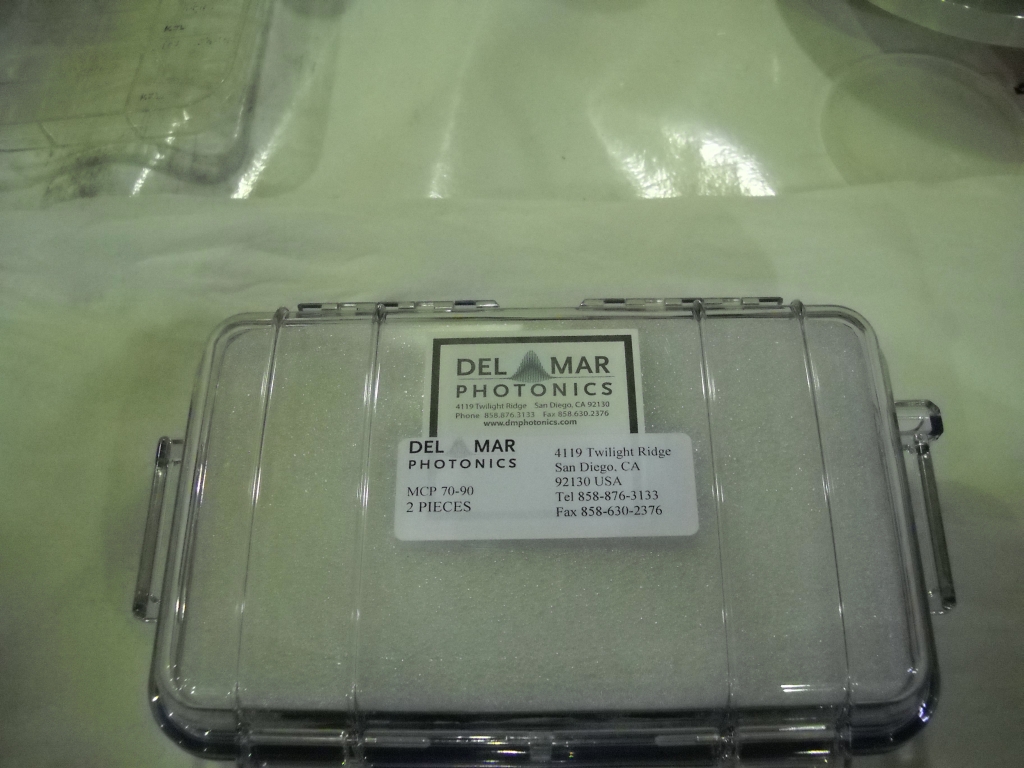 DEL MAR
PHOTONICS
4119 Twilight Ridge San Diego, CA 92130
Phone 858.876.3133 Fax 858.630.2376
www.dmphotonics.com
DEL MAR
PHOTONICS
MCP 70-90
2 PIECES
4119 Twilight Ridge
San Diego, CA
92130 USA
Tel 858-876-3133
Fax 858-630-2376